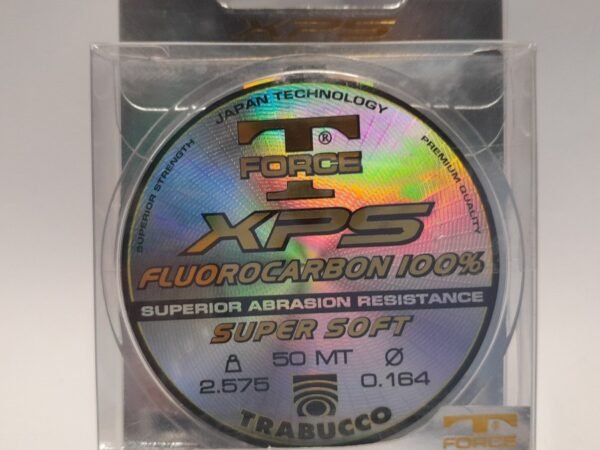 XPS
JAPAN TECHNOLOGY
SUPERIOR STRENGTH
PREMIUM QUALITY
T®
FORCE
XPS
FLUOROCARBON 100%
SUPERIOR ABRASION RESISTANCE
SUPER SOFT
50 MT Ø
2.575 0.164
TRABUCCO
T®
FORCE